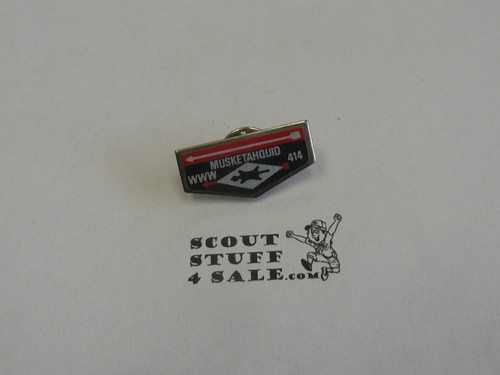 MUSKETAHQUID
WWW 414
SCOUT
STUFF
4 SALE.com